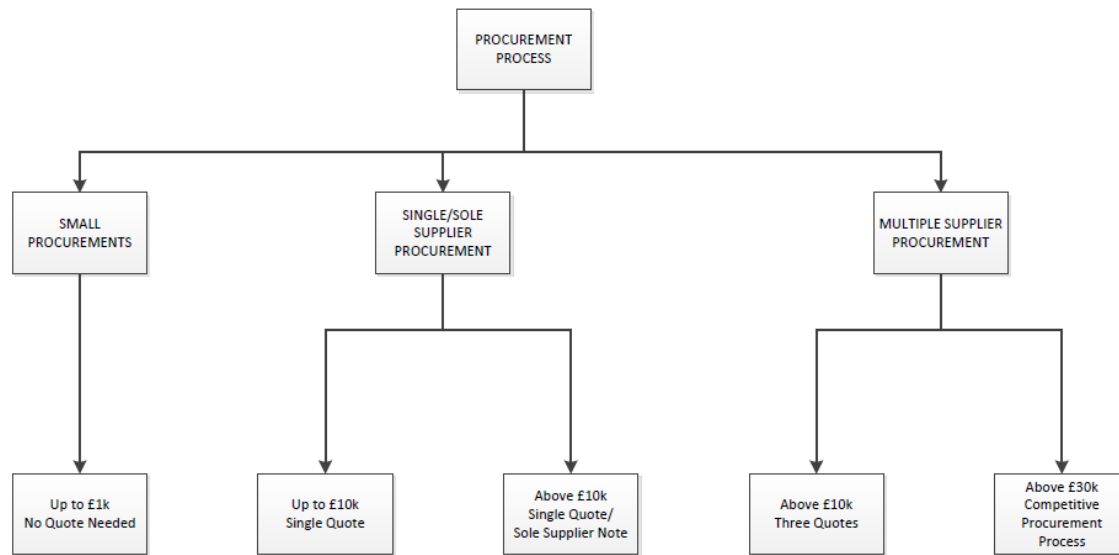 PROCUREMENT
PROCESS
SMALL
PROCUREMENTS
SINGLE/SOLE
SUPPLIER
PROCUREMENT
MULTIPLE SUPPLIER
PROCUREMENT
Up to £1k
No Quote Needed
Up to £10k
Single Quote
Above £10k
Single Quote/
Sole Supplier Note
Above £10k
Three Quotes
Above £30k
Competitive
Procurement
Process